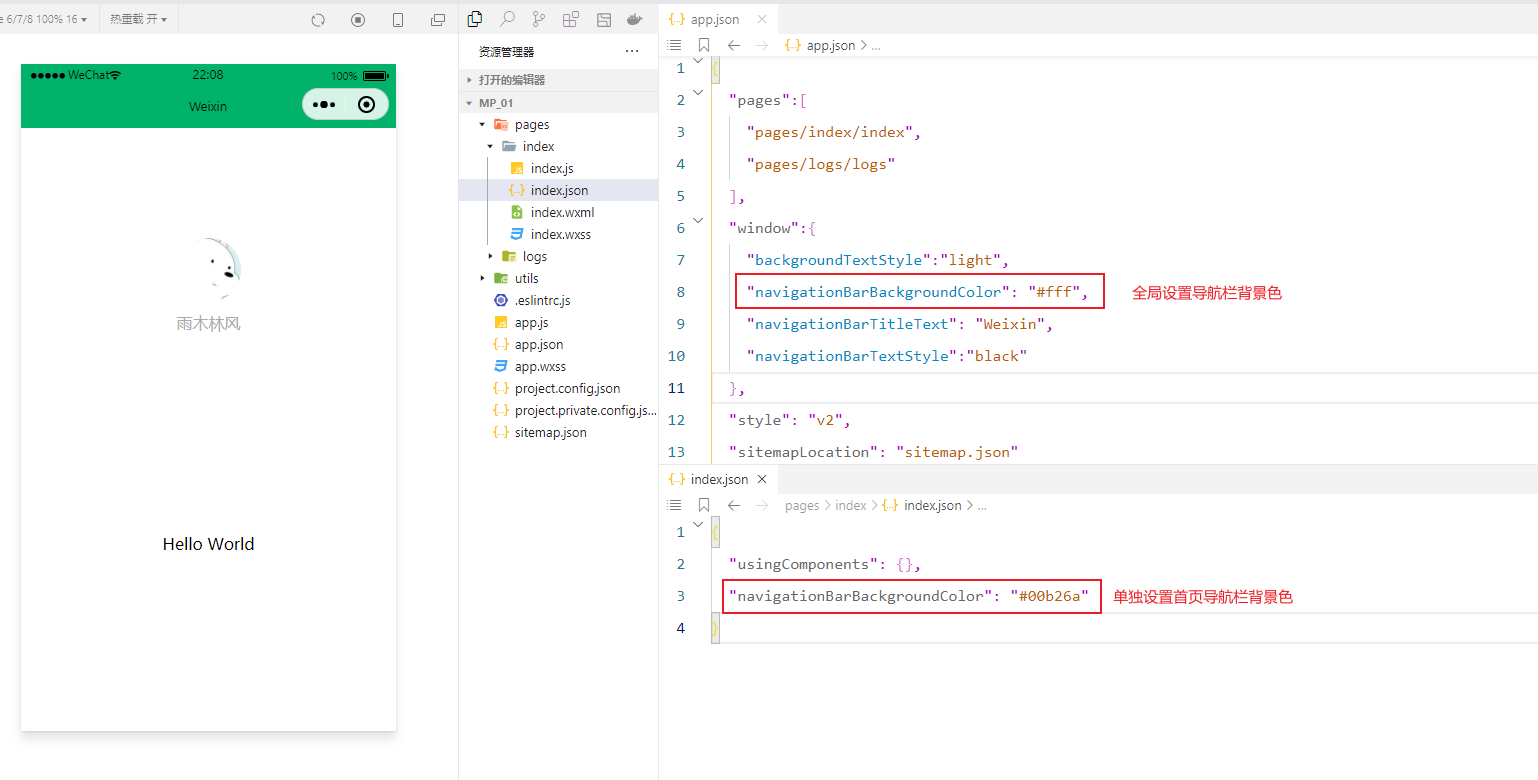 e 6/7/8 100% 16
热重载 开
WeChat
22:08
100%
Weixin
雨木林风
Hello World
资源管理器
打开的编辑器
MP_01
pages
index
index.js
index.json
index.wxml
index.wxss
logs
utils
.eslintrc.js
app.js
app.json
app.wxss
project.config.json
project.private.config.js...
sitemap.json
app.json
app.json > ...
1 {
2 "pages":[
3 "pages/index/index",
4 "pages/logs/logs"
5 ],
6 "window":{
7 "backgroundTextStyle":"light",
8 "navigationBarBackgroundColor": "#fff",
全局设置导航栏背景色
9 "navigationBarTitleText": "Weixin",
10 "navigationBarTextStyle":"black"
11 },
12 "style": "v2",
13 "sitemapLocation": "sitemap.json"
index.json
pages > index > index.json > ...
1 {
2 "usingComponents": {},
3 "navigationBarBackgroundColor": "#00b26a"
单独设置首页导航栏背景色
4 }